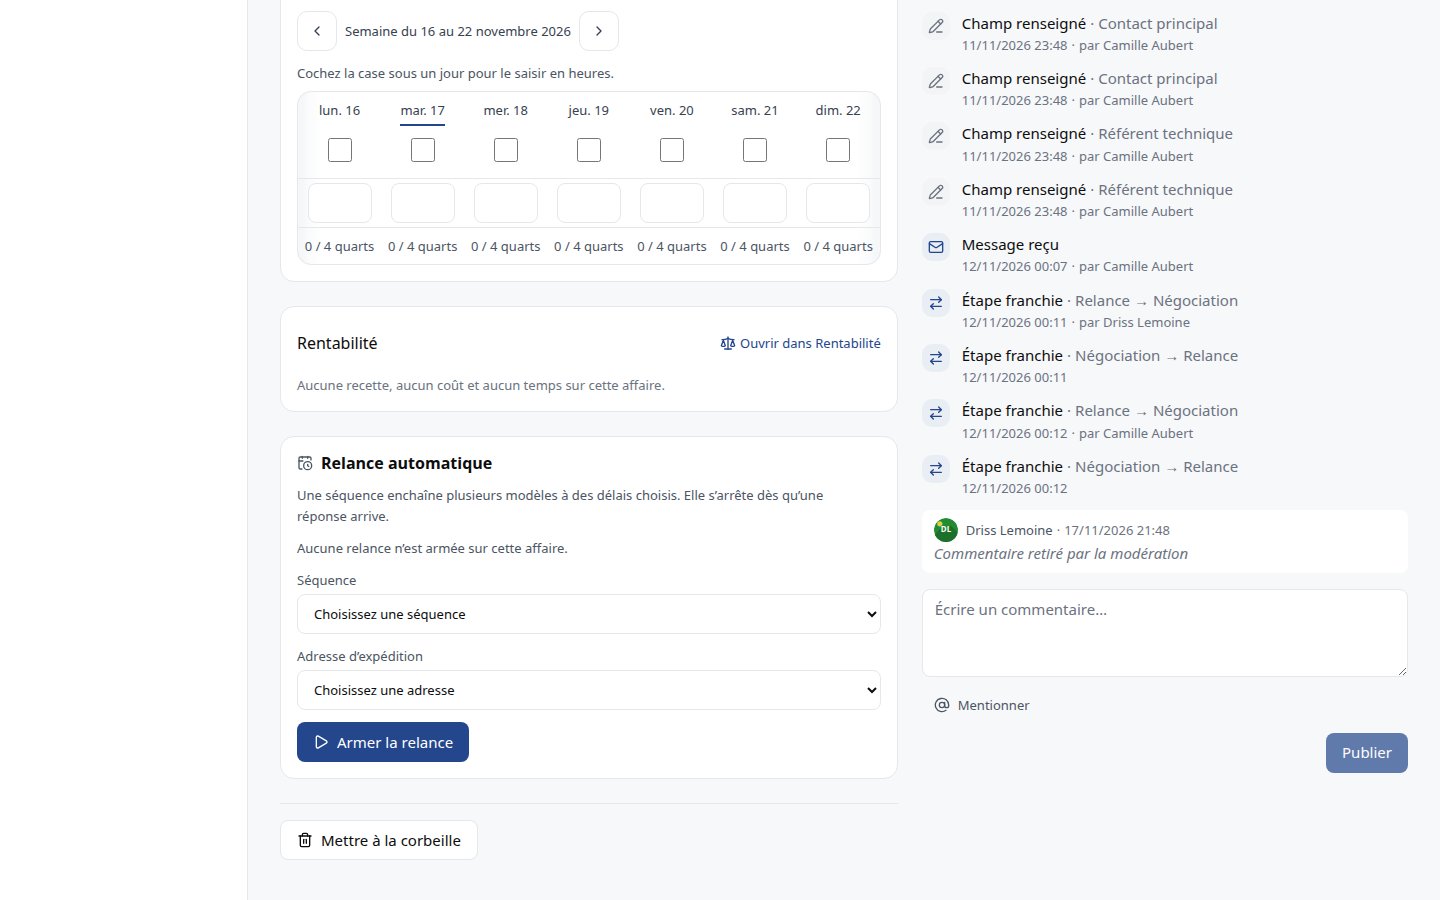 Semaine du 16 au 22 novembre 2026
Cochez la case sous un jour pour le saisir en heures.
lun. 16 mar. 17 mer. 18 jeu. 19 ven. 20 sam. 21 dim. 22
0 / 4 quarts 0 / 4 quarts 0 / 4 quarts 0 / 4 quarts 0 / 4 quarts 0 / 4 quarts 0 / 4 quarts
Rentabilité
Ouvrir dans Rentabilité
Aucune recette, aucun coût et aucun temps sur cette affaire.
Relance automatique
Une séquence enchaîne plusieurs modèles à des délais choisis. Elle s’arrête dès qu’une
réponse arrive.
Aucune relance n’est armée sur cette affaire.
Séquence
Choisissez une séquence
Adresse d’expédition
Choisissez une adresse
Armer la relance
Mettre à la corbeille
Champ renseigné · Contact principal
11/11/2026 23:48 · par Camille Aubert
Champ renseigné · Contact principal
11/11/2026 23:48 · par Camille Aubert
Champ renseigné · Référent technique
11/11/2026 23:48 · par Camille Aubert
Champ renseigné · Référent technique
11/11/2026 23:48 · par Camille Aubert
Message reçu
12/11/2026 00:07 · par Camille Aubert
Étape franchie · Relance → Négociation
12/11/2026 00:11 · par Driss Lemoine
Étape franchie · Négociation → Relance
12/11/2026 00:11
Étape franchie · Relance → Négociation
12/11/2026 00:12 · par Camille Aubert
Étape franchie · Négociation → Relance
12/11/2026 00:12
DL Driss Lemoine · 17/11/2026 21:48
Commentaire retiré par la modération
Écrire un commentaire…
Mentionner
Publier